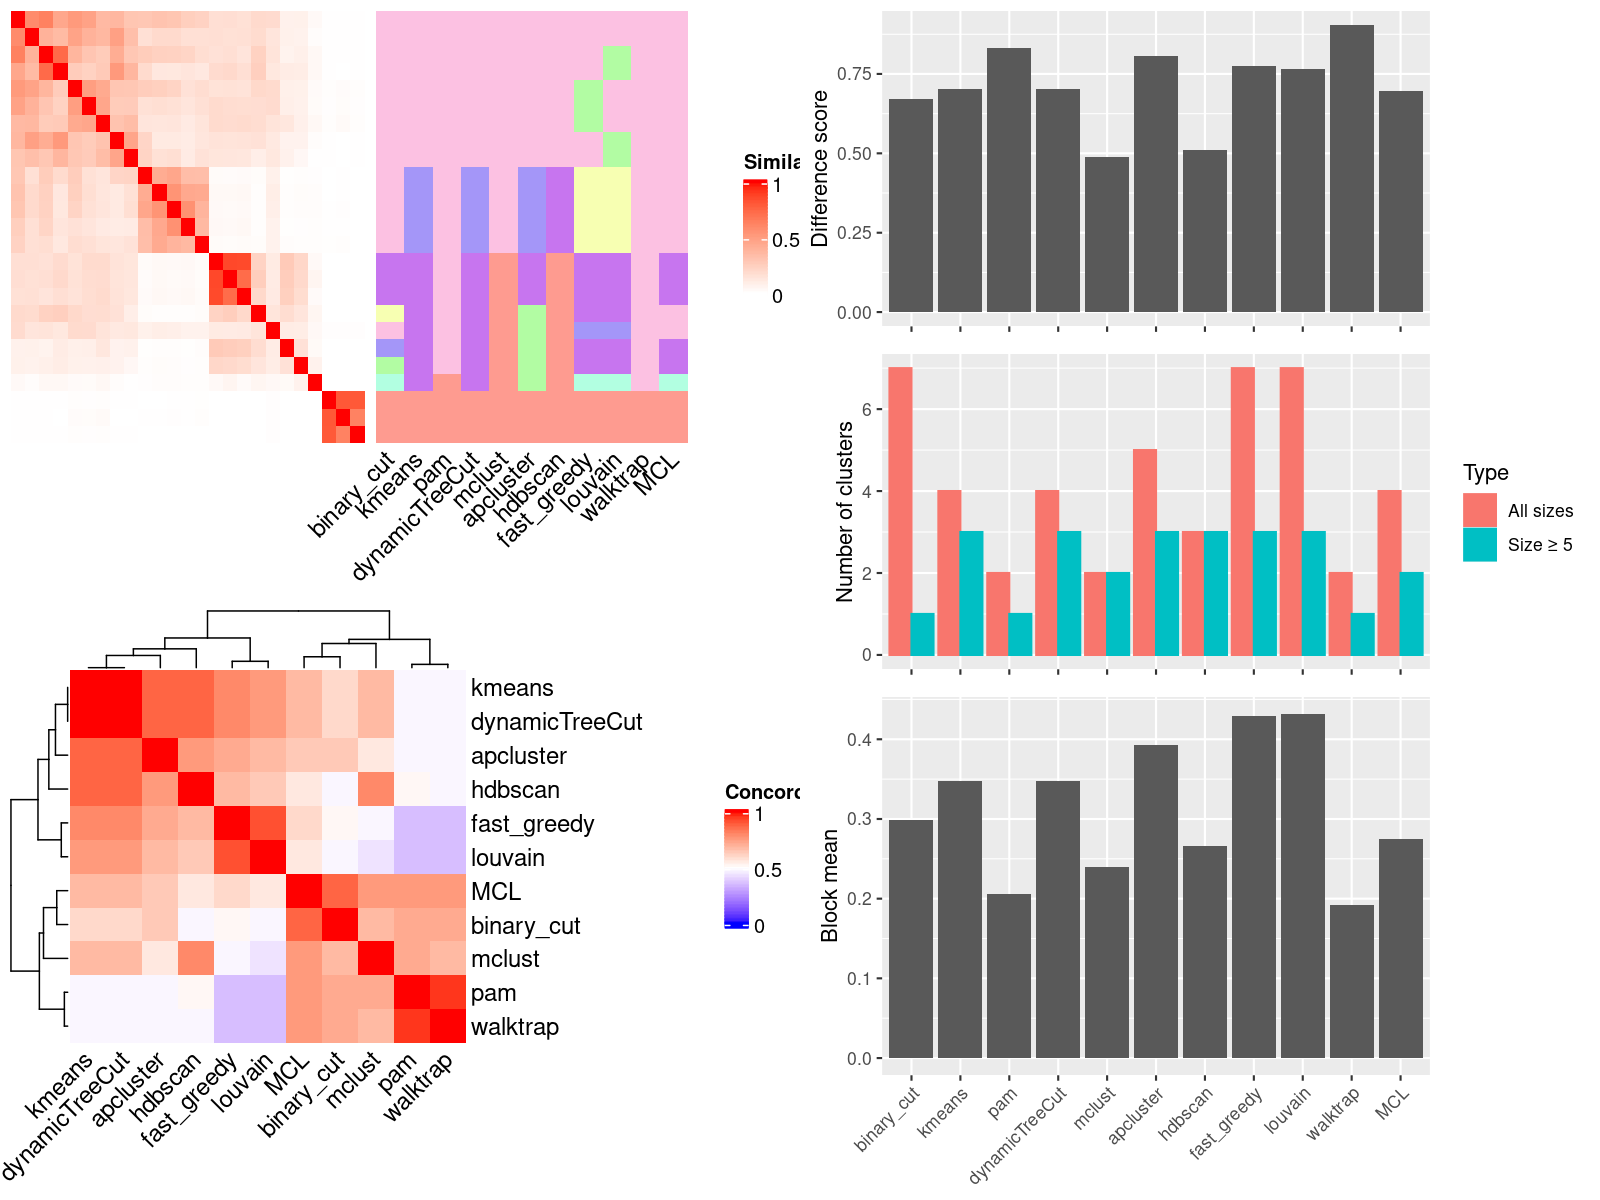 Simila
1
0.5
0
binary_cut
kmeans
pam
dynamicTreeCut
mclust
apcluster
hdbscan
fast_greedy
louvain
walktrap
MCL
kmeans
dynamicTreeCut
apcluster
hdbscan
fast_greedy
louvain
MCL
binary_cut
mclust
pam
walktrap
Concord
1
0.5
0
kmeans
dynamicTreeCut
apcluster
hdbscan
fast_greedy
louvain
MCL
binary_cut
mclust
pam
walktrap
Difference score
0.75
0.50
0.25
0.00
Number of clusters
6
4
2
0
Type
All sizes
Size ≥ 5
Block mean
0.4
0.3
0.2
0.1
0.0
binary_cut
kmeans
pam
dynamicTreeCut
mclust
apcluster
hdbscan
fast_greedy
louvain
walktrap
MCL